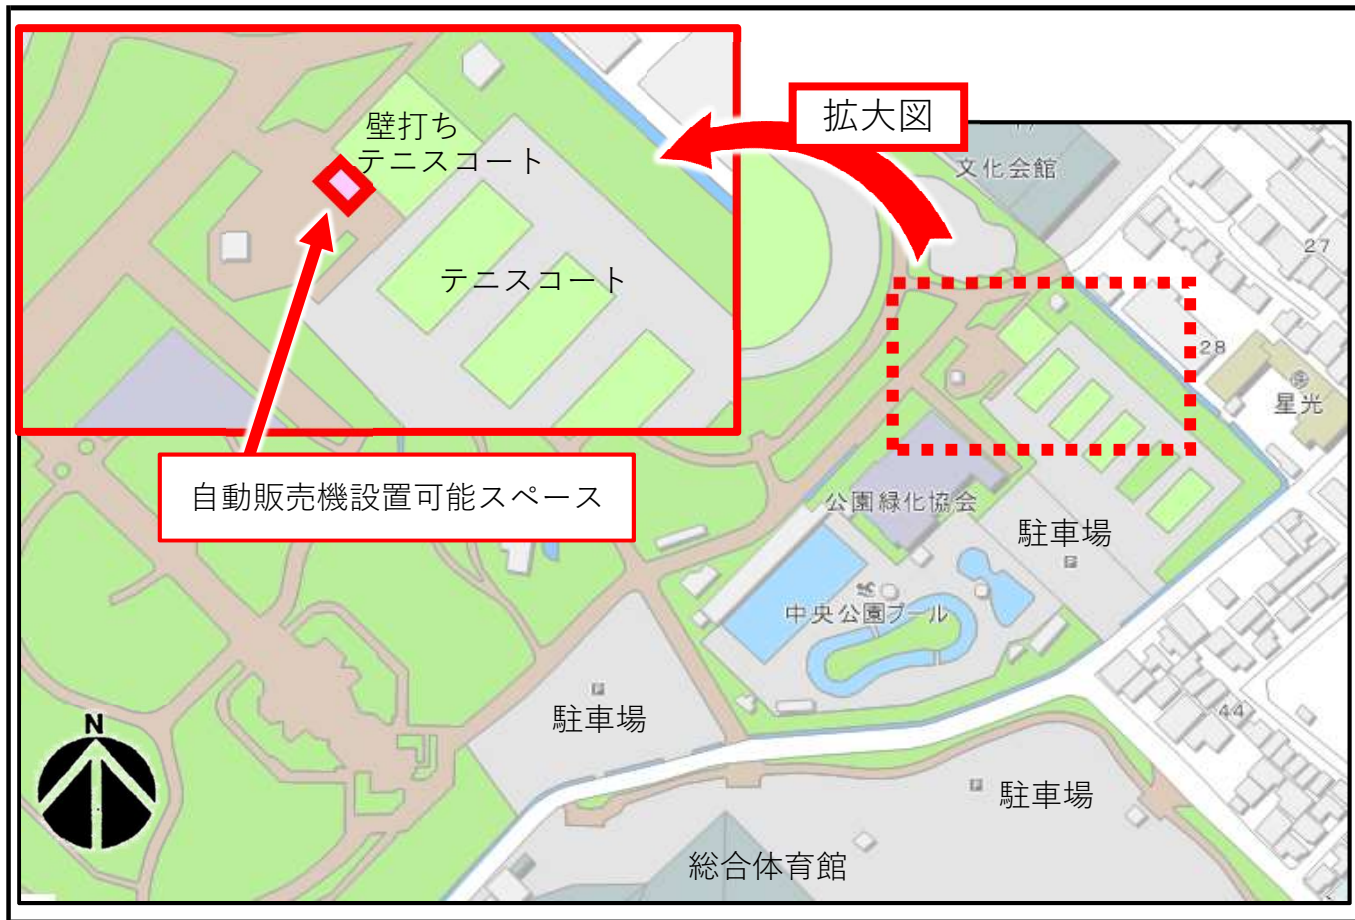 拡大図
壁打ち
テニスコート
テニスコート
自動販売機設置可能スペース
文化会館
27
28
星光
公園緑化協会
駐車場
P
中央公園プール
P
駐車場
44
P
駐車場
総合体育館
N